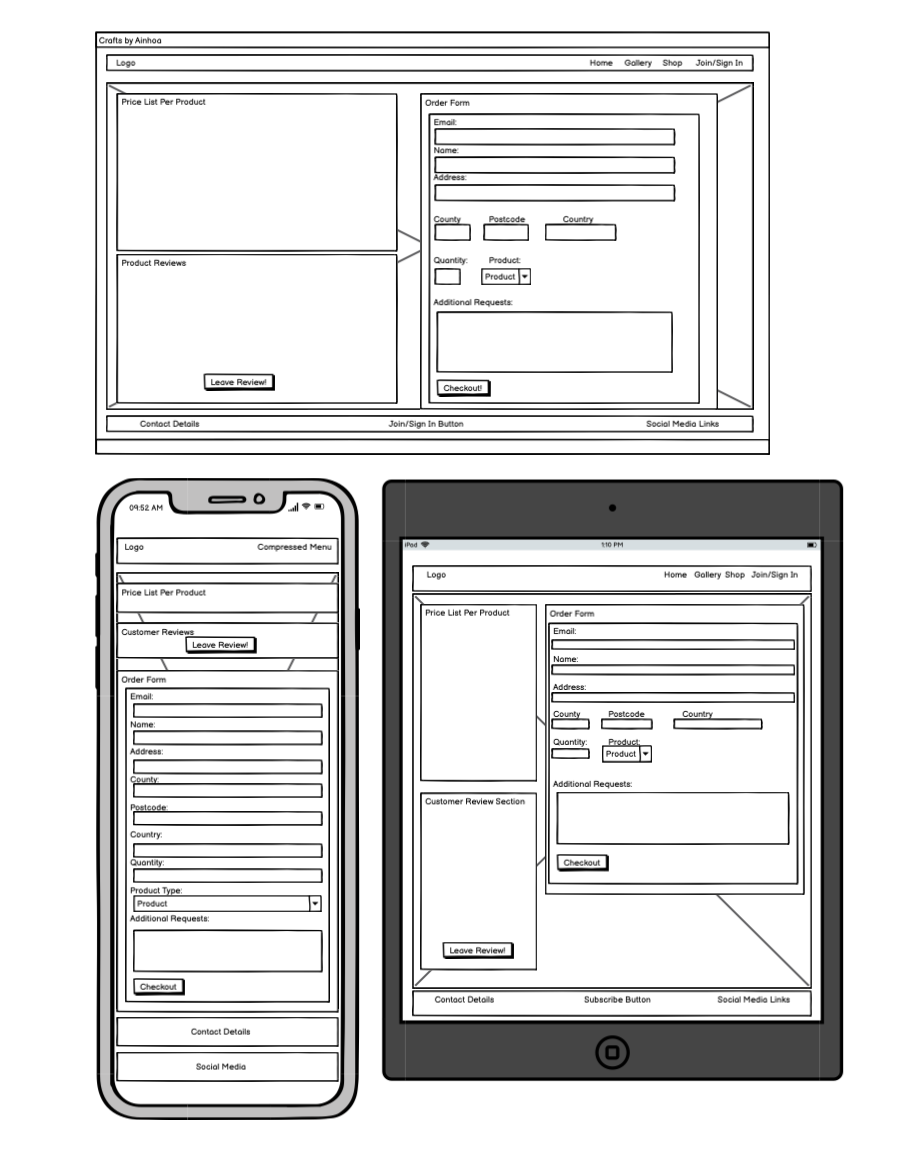 Crafts by Ainhoa
Logo Home Gallery Shop Join/Sign In
Price List Per Product
Product Reviews
Leave Review!
Order Form
Email:
Name:
Address:
County Postcode Country
Quantity: Product:
Product
Additional Requests:
Checkout!
Contact Details Join/Sign In Button Social Media Links
09:52 AM
Logo Compressed Menu
Price List Per Product
Customer Reviews
Leave Review!
Order Form
Email:
Name:
Address:
County:
Postcode:
Country:
Quantity:
Product Type:
Product
Additional Requests:
Checkout
Contact Details
Social Media
iPad 1:10 PM
Logo Home Gallery Shop Join/Sign In
Price List Per Product
Customer Review Section
Leave Review!
Order Form
Email:
Name:
Address:
County Postcode Country
Quantity: Product:
Product
Additional Requests:
Checkout
Contact Details Subscribe Button Social Media Links